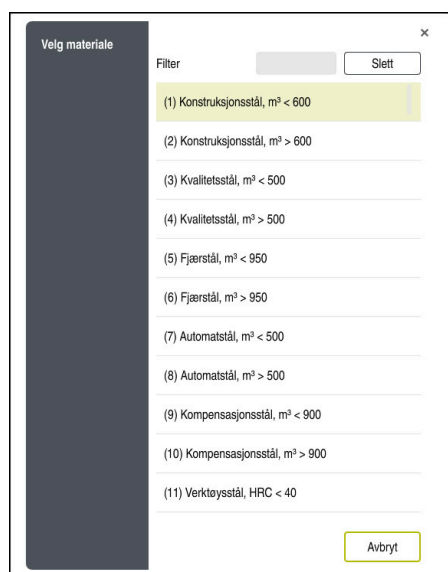 Velg materiale
×
Filter
Slett
(1) Konstruksjonsstål, m³ < 600
(2) Konstruksjonsstål, m³ > 600
(3) Kvalitetsstål, m³ < 500
(4) Kvalitetsstål, m³ > 500
(5) Fjærstål, m³ < 950
(6) Fjærstål, m³ > 950
(7) Automatstål, m³ < 500
(8) Automatstål, m³ > 500
(9) Kompensasjonsstål, m³ < 900
(10) Kompensasjonsstål, m³ > 900
(11) Verktøysstål, HRC < 40
Avbryt